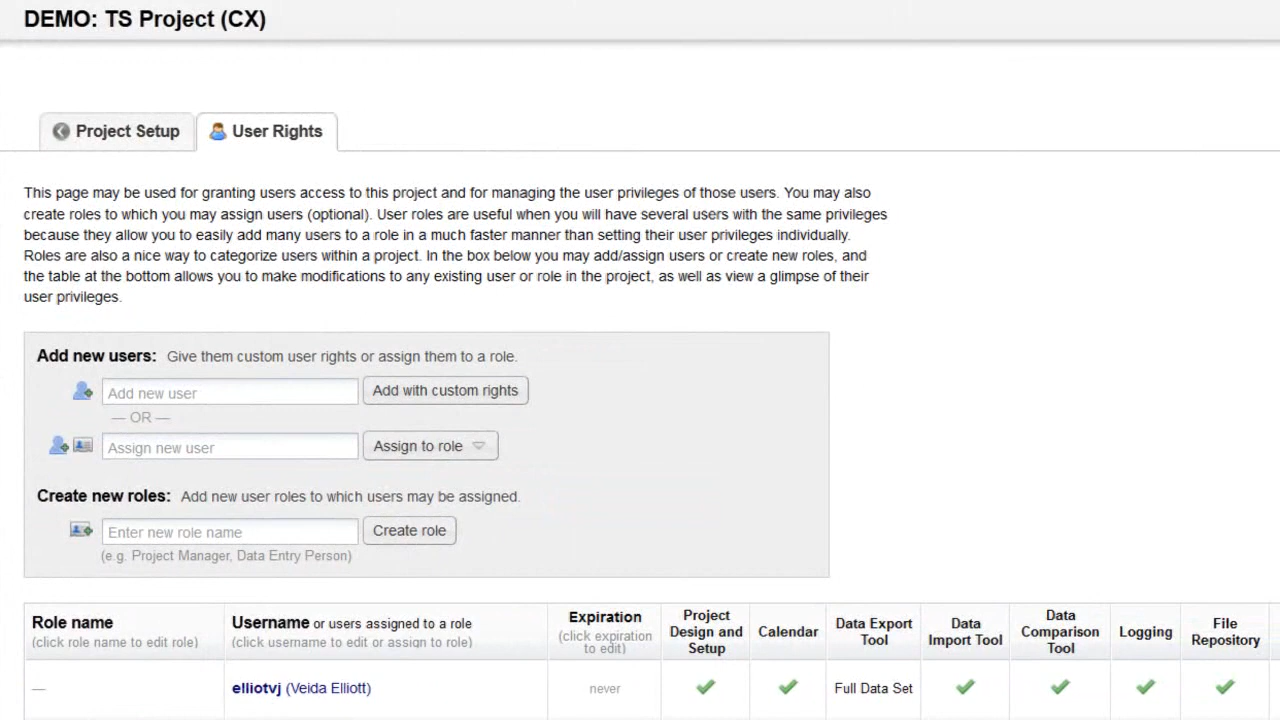 DEMO: TS Project (CX)
Project Setup
User Rights
This page may be used for granting users access to this project and for managing the user privileges of those users. You may also
create roles to which you may assign users (optional). User roles are useful when you will have several users with the same privileges
because they allow you to easily add many users to a role in a much faster manner than setting their user privileges individually.
Roles are also a nice way to categorize users within a project. In the box below you may add/assign users or create new roles, and
the table at the bottom allows you to make modifications to any existing user or role in the project, as well as view a glimpse of their
user privileges.
Add new users: Give them custom user rights or assign them to a role.
Add new user
Add with custom rights
— OR —
Assign new user
Assign to role
Create new roles: Add new user roles to which users may be assigned.
Enter new role name
Create role
(e.g. Project Manager, Data Entry Person)
Role name
(click role name to edit role)
Username or users assigned to a role
(click username to edit or assign to role)
Expiration
(click expiration
to edit)
Project
Design and
Setup
Calendar
Data Export
Tool
Data
Import Tool
Data
Comparison
Tool
Logging
File
Repository
—
elliotvj (Veida Elliott)
never
Full Data Set